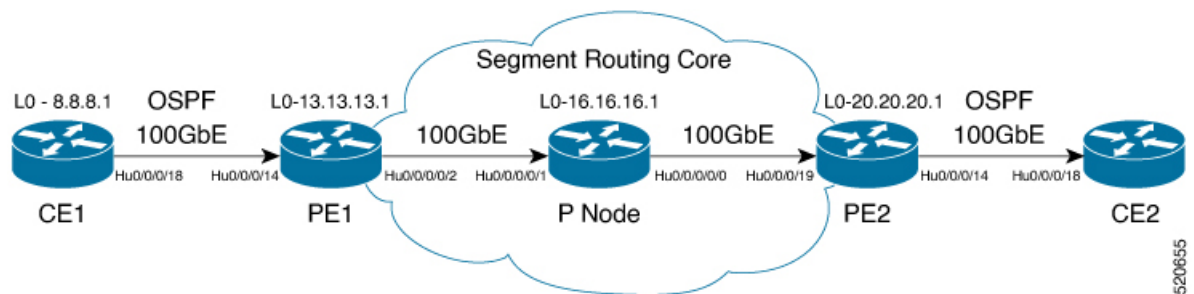 Segment Routing Core
L0 - 8.8.8.1 OSPF L0-13.13.13.1 L0-16.16.16.1 L0-20.20.20.1 OSPF
100GbE 100GbE 100GbE 100GbE
Hu0/0/0/18 Hu0/0/0/14 Hu0/0/0/0/2 Hu0/0/0/0/1 Hu0/0/0/0/0 Hu0/0/0/19 Hu0/0/0/14 Hu0/0/0/18
CE1 PE1 P Node PE2 CE2
520655